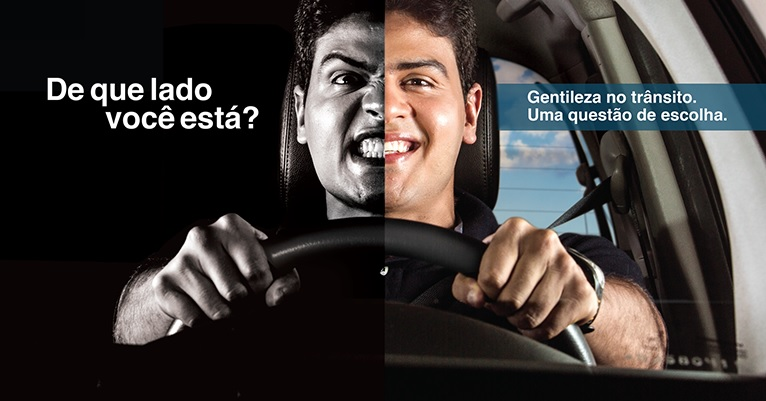 De que lado
você está?
Gentileza no trânsito.
Uma questão de escolha.